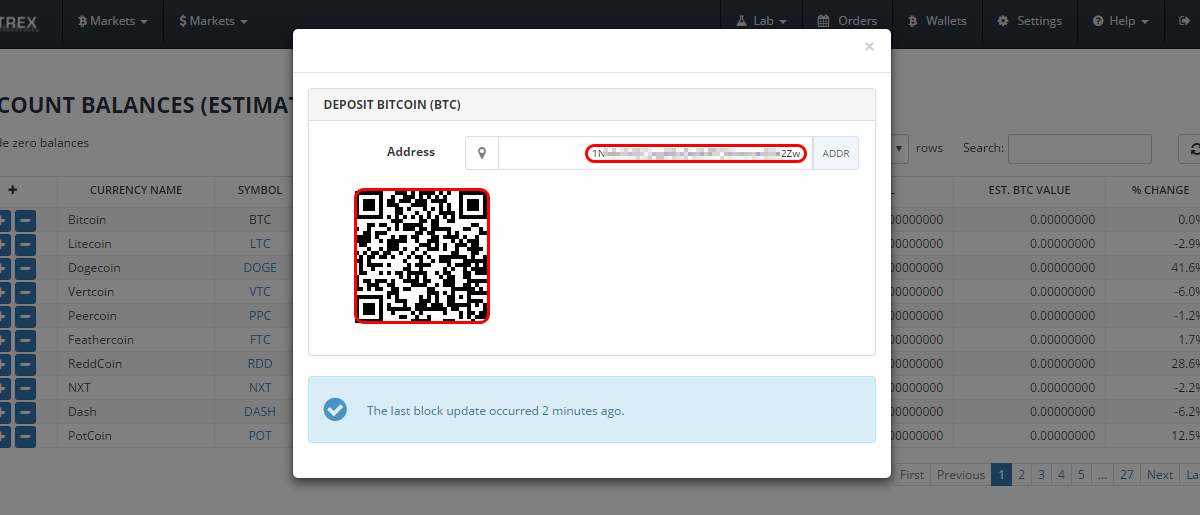 TREX
Markets
$ Markets
Lab
Orders
Wallets
Settings
Help
×
COUNT BALANCES (ESTIMAT
DEPOSIT BITCOIN (BTC)
Address
1N
2Zw
ADDR
de zero balances
rows
Search:
+ CURRENCY NAME SYMBOL EST. BTC VALUE % CHANGE
Bitcoin BTC 00000000 0.00000000 0.0%
Litecoin LTC 00000000 0.00000000 -2.9%
Dogecoin DOGE 00000000 0.00000000 41.6%
Vertcoin VTC 00000000 0.00000000 -6.0%
Peercoin PPC 00000000 0.00000000 -1.2%
Feathercoin FTC 00000000 0.00000000 1.7%
ReddCoin RDD 00000000 0.00000000 28.6%
NXT NXT 00000000 0.00000000 -2.2%
Dash DASH 00000000 0.00000000 -6.2%
PotCoin POT 00000000 0.00000000 12.5%
The last block update occurred 2 minutes ago.
First Previous 1 2 3 4 5 ... 27 Next La